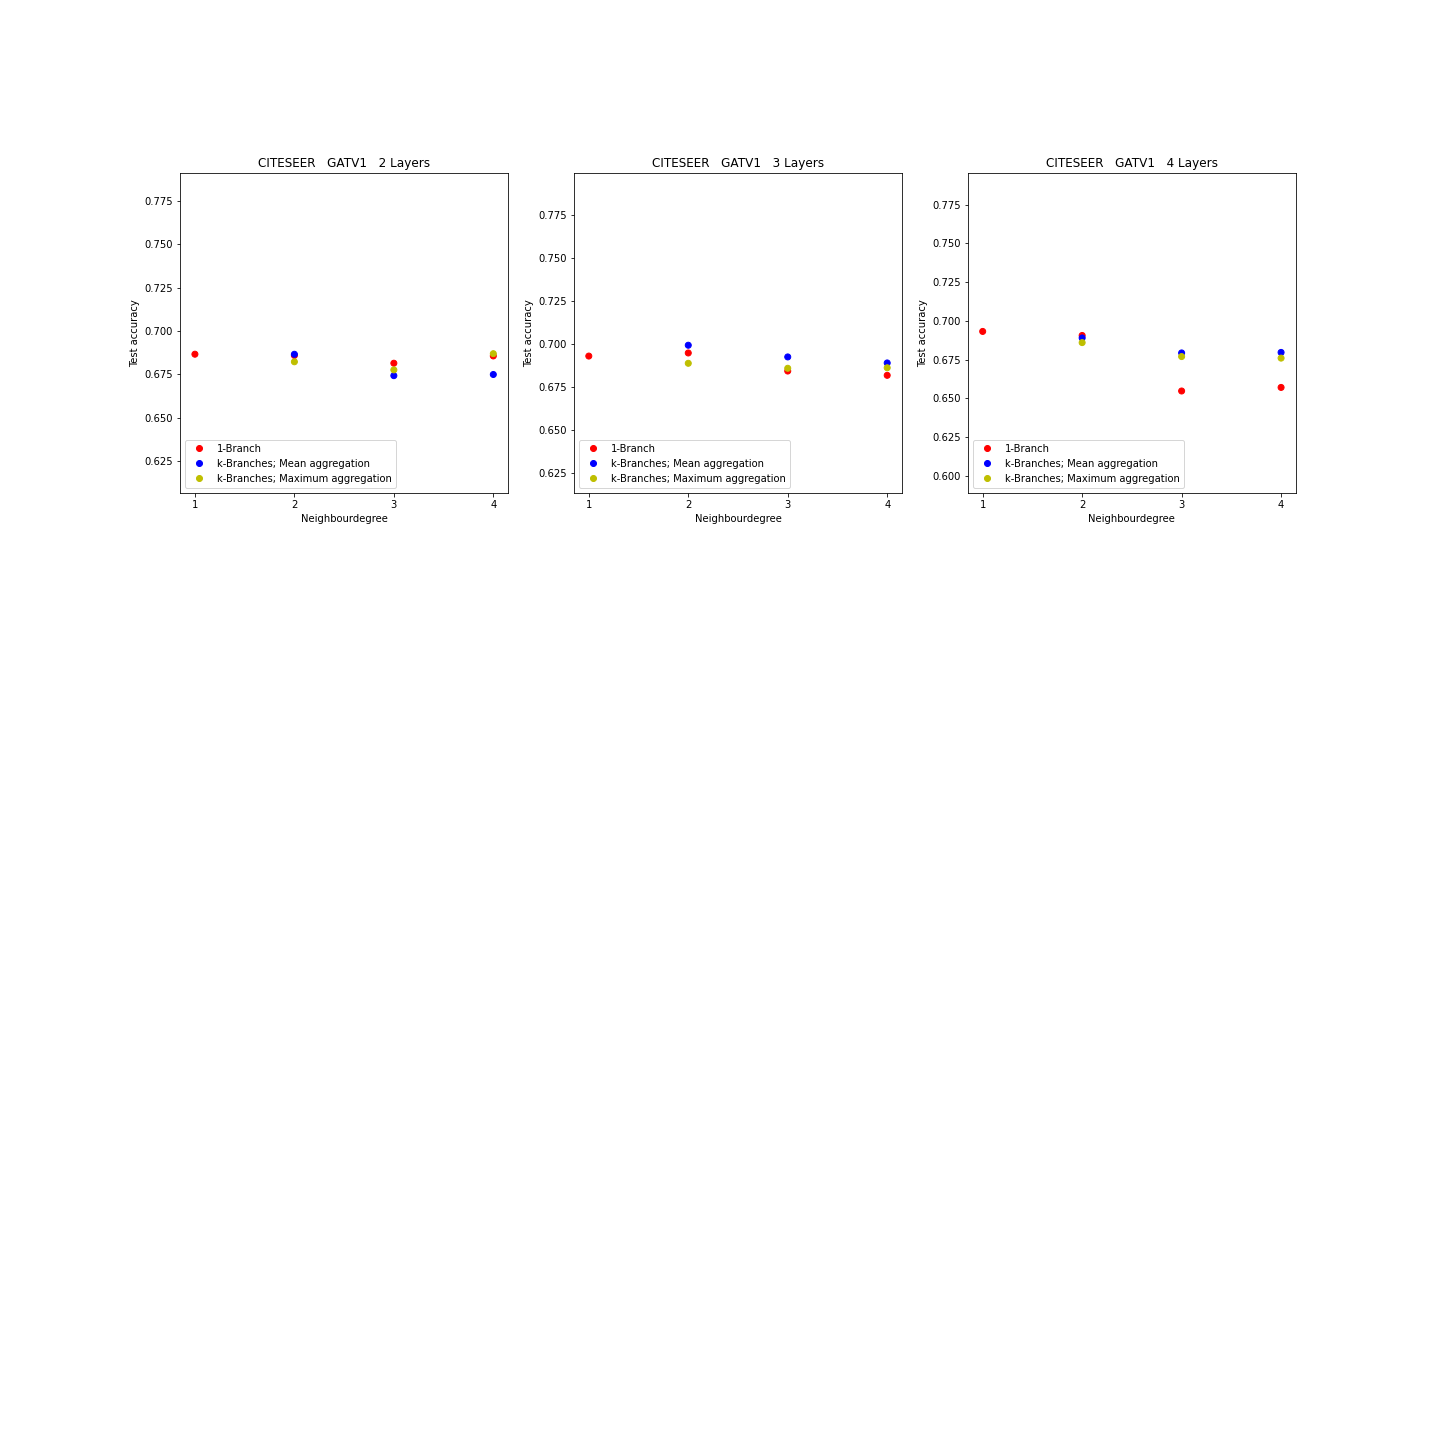 CITESEER   GATV1   2 Layers
Test accuracy
0.775
0.750
0.725
0.700
0.675
0.650
0.625
1-Branch
k-Branches; Mean aggregation
k-Branches; Maximum aggregation
1 2 3 4
Neighbourdegree
CITESEER   GATV1   3 Layers
Test accuracy
0.775
0.750
0.725
0.700
0.675
0.650
0.625
1-Branch
k-Branches; Mean aggregation
k-Branches; Maximum aggregation
1 2 3 4
Neighbourdegree
CITESEER   GATV1   4 Layers
Test accuracy
0.775
0.750
0.725
0.700
0.675
0.650
0.625
0.600
1-Branch
k-Branches; Mean aggregation
k-Branches; Maximum aggregation
1 2 3 4
Neighbourdegree